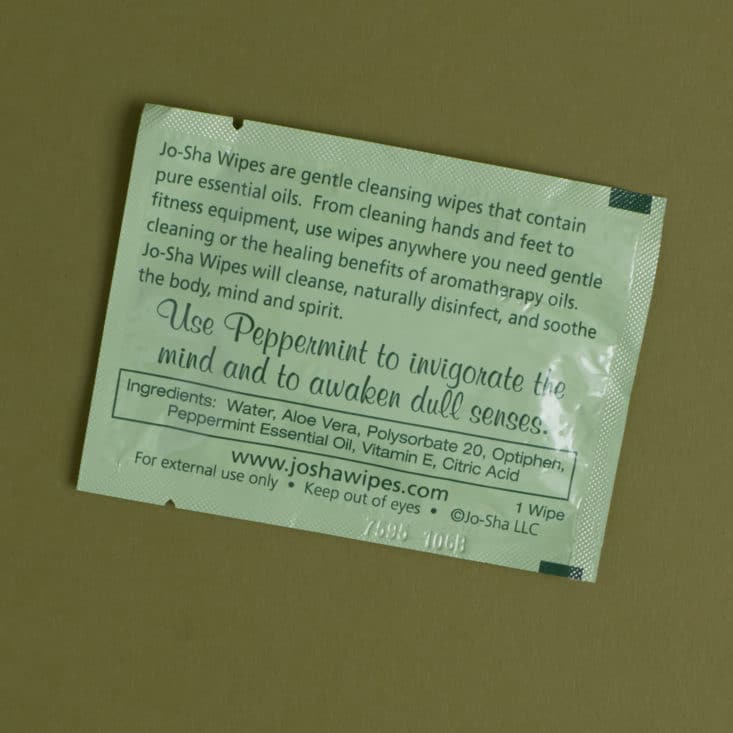 Jo-Sha Wipes are gentle cleansing wipes that contain
pure essential oils. From cleaning hands and feet to
fitness equipment, use wipes anywhere you need gentle
cleaning or the healing benefits of aromatherapy oils.
Jo-Sha Wipes will cleanse, naturally disinfect, and soothe
the body, mind and spirit.
Use Peppermint to invigorate the
mind and to awaken dull senses.
Ingredients: Water, Aloe Vera, Polysorbate 20, Optiphen,
Peppermint Essential Oil, Vitamin E, Citric Acid
www.joshawipes.com
1 Wipe
For external use only • Keep out of eyes • ©Jo-Sha LLC